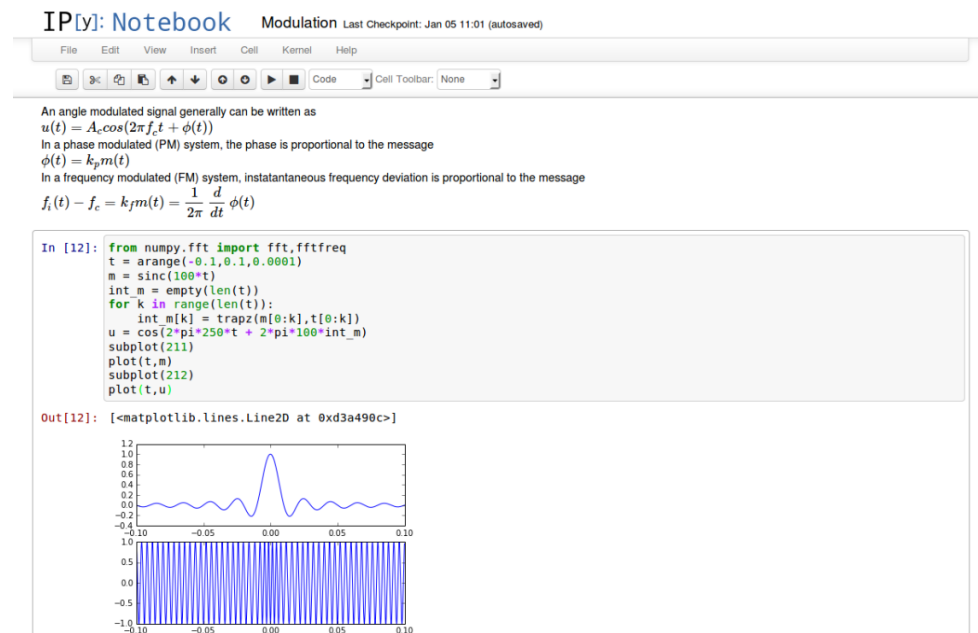 IP[y]: Notebook Modulation Last Checkpoint: Jan 05 11:01 (autosaved)
File Edit View Insert Cell Kernel Help
Code Cell Toolbar: None
An angle modulated signal generally can be written as
u(t) = A_c cos(2πf_c t + ϕ(t))
In a phase modulated (PM) system, the phase is proportional to the message
ϕ(t) = k_p m(t)
In a frequency modulated (FM) system, instatantaneous frequency deviation is proportional to the message
f_i(t) − f_c = k_f m(t) = 1/2π d/dt ϕ(t)
In [12]: from numpy.fft import fft,fftfreq
t = arange(-0.1,0.1,0.0001)
m = sinc(100*t)
int_m = empty(len(t))
for k in range(len(t)):
    int_m[k] = trapz(m[0:k],t[0:k])
u = cos(2*pi*250*t + 2*pi*100*int_m)
subplot(211)
plot(t,m)
subplot(212)
plot(t,u)
Out[12]: [<matplotlib.lines.Line2D at 0xd3a490c>]
1.2
1.0
0.8
0.6
0.4
0.2
0.0
−0.2
−0.4
−0.10 −0.05 0.00 0.05 0.10
1.0
0.5
0.0
−0.5
−1.0
−0.10 −0.05 0.00 0.05 0.10